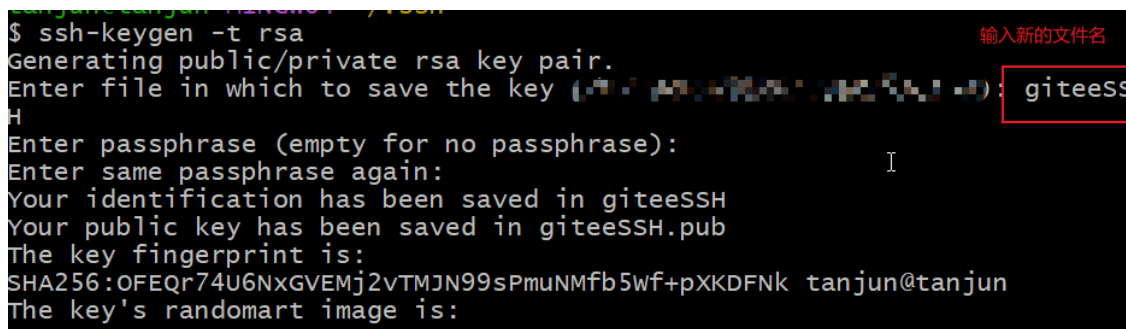 $ ssh-keygen -t rsa
输入新的文件名
Generating public/private rsa key pair.
Enter file in which to save the key ( ): giteeSS
H
Enter passphrase (empty for no passphrase):
Enter same passphrase again:
Your identification has been saved in giteeSSH
Your public key has been saved in giteeSSH.pub
The key fingerprint is:
SHA256:OFEQr74U6NxGVEMj2vTMJN99sPmuNMfb5Wf+pXKDFNk tanjun@tanjun
The key's randomart image is: